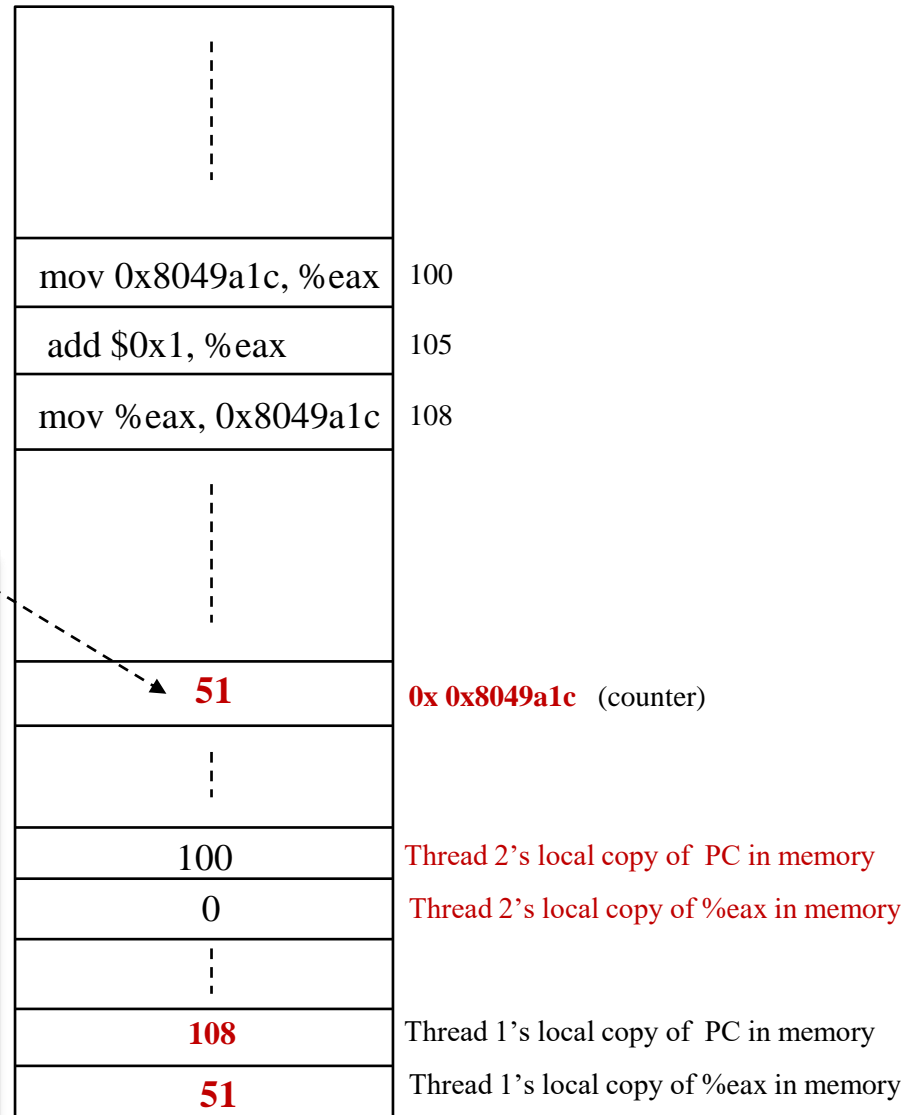 mov 0x8049a1c, %eax 100
add $0x1, %eax 105
mov %eax, 0x8049a1c 108
51 0x 0x8049a1c (counter)
100 Thread 2’s local copy of PC in memory
0 Thread 2’s local copy of %eax in memory
108 Thread 1’s local copy of PC in memory
51 Thread 1’s local copy of %eax in memory